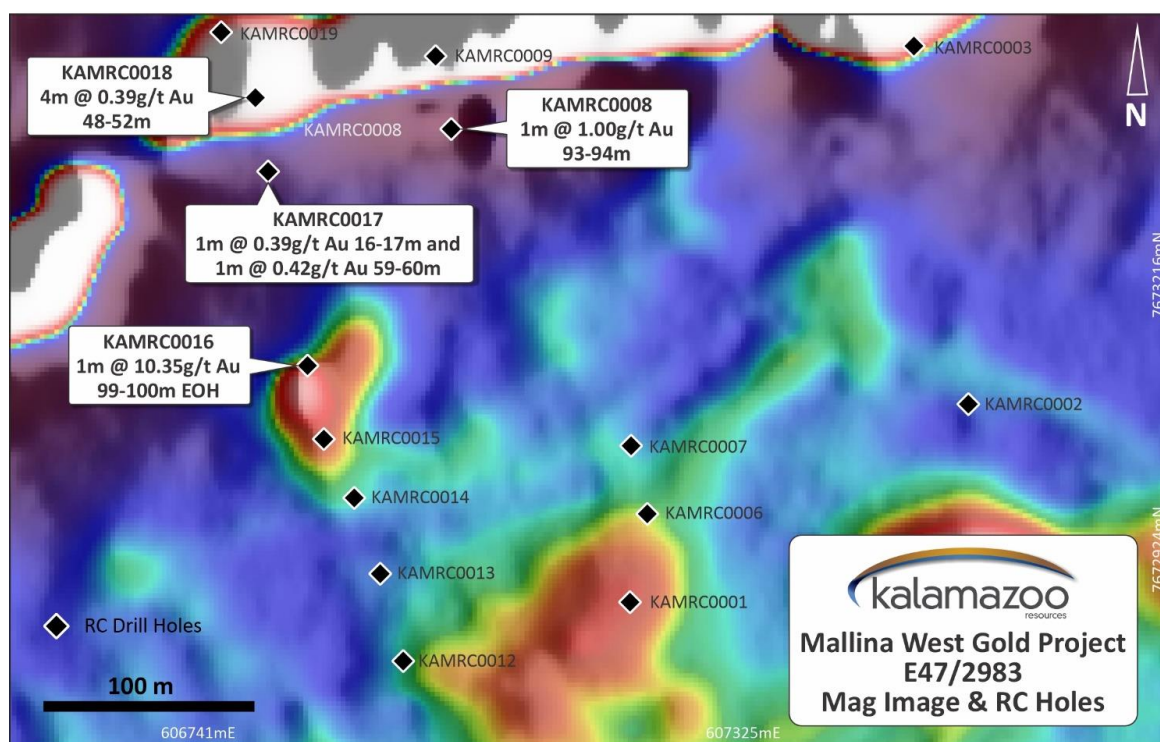 KAMRC0019
KAMRC0009
KAMRC0003
KAMRC0018
4m @ 0.39g/t Au
48-52m
KAMRC0008
KAMRC0008
1m @ 1.00g/t Au
93-94m
N
KAMRC0017
1m @ 0.39g/t Au 16-17m and
1m @ 0.42g/t Au 59-60m
7673216mN
KAMRC0016
1m @ 10.35g/t Au
99-100m EOH
KAMRC0002
KAMRC0015
KAMRC0007
KAMRC0014
KAMRC0006
KAMRC0013
KAMRC0001
7672924mN
RC Drill Holes
KAMRC0012
100 m
606741mE
607325mE
kalamazoo
resources
Mallina West Gold Project
E47/2983
Mag Image & RC Holes